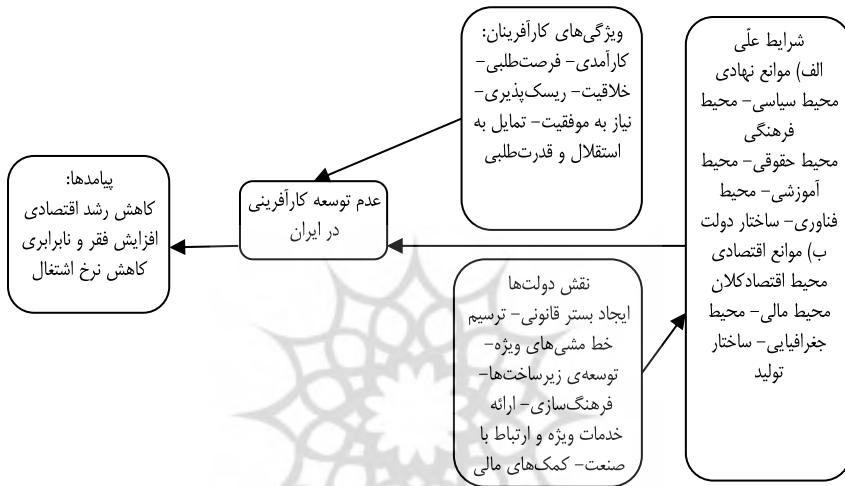 شرایط علّی
الف) موانع نهادی
محیط سیاسی- محیط
فرهنگی
محیط حقوقی- محیط
آموزشی- محیط
فناوری- ساختار دولت
ب) موانع اقتصادی
محیط اقتصادکلان
محیط مالی- محیط
جغرافیایی- ساختار
تولید
ویژگی‌های کارآفرینان:
کارآمدی- فرصت‌طلبی-
خلاقیت- ریسک‌پذیری-
نیاز به موفقیت- تمایل به
استقلال و قدرت‌طلبی
نقش دولت‌ها
ایجاد بستر قانونی- ترسیم
خط مشی‌های ویژه-
توسعه‌ی زیرساخت‌ها-
فرهنگ‌سازی- ارائه
خدمات ویژه و ارتباط با
صنعت- کمک‌های مالی
عدم توسعه کارآفرینی
در ایران
پیامدها:
کاهش رشد اقتصادی
افزایش فقر و نابرابری
کاهش نرخ اشتغال